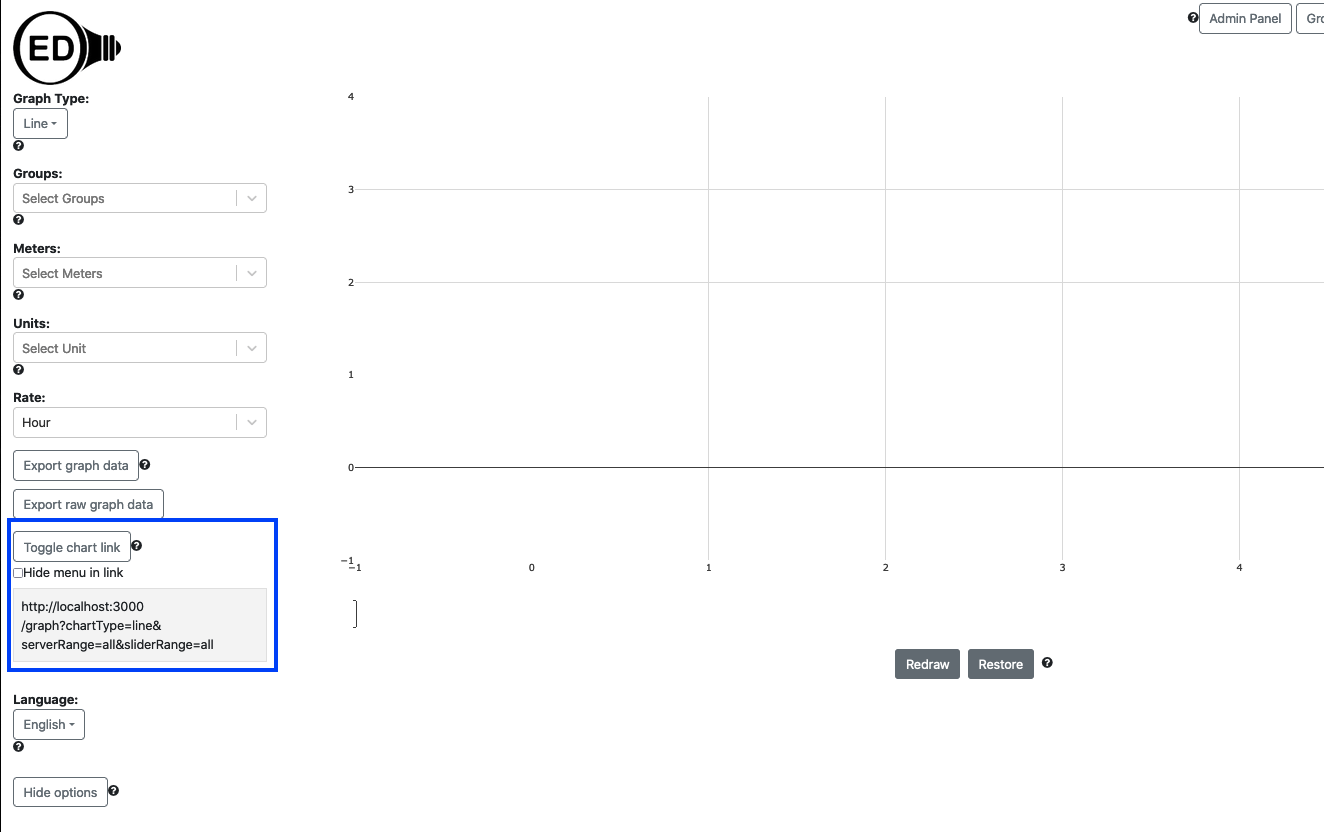 ED
Admin Panel
Gro
Graph Type:
Line
Groups:
Select Groups
Meters:
Select Meters
Units:
Select Unit
Rate:
Hour
Export graph data
Export raw graph data
Toggle chart link
Hide menu in link
http://localhost:3000
/graph?chartType=line&
serverRange=all&sliderRange=all
Language:
English
Hide options
4
3
2
1
0
−1
−1
0
1
2
3
4
Redraw
Restore